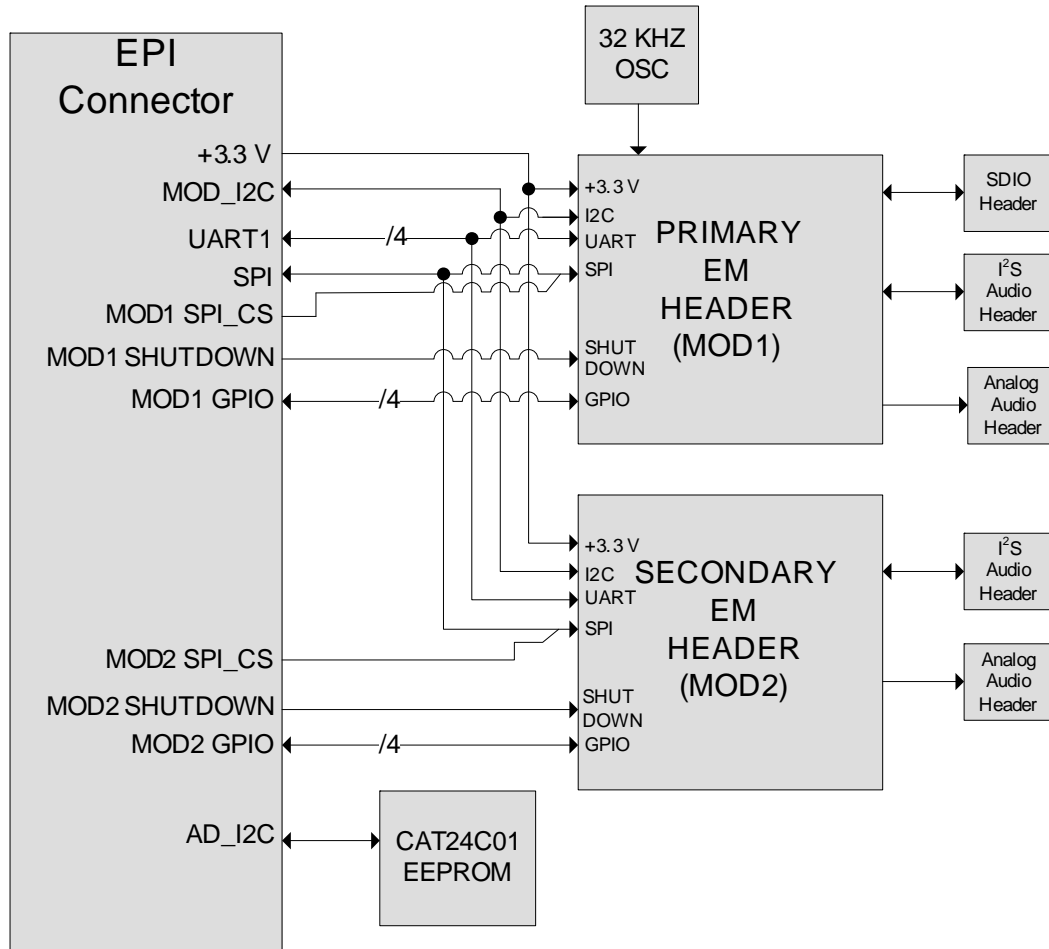 EPI
Connector
+3.3 V
MOD_I2C
UART1
SPI
MOD1 SPI_CS
MOD1 SHUTDOWN
MOD1 GPIO
MOD2 SPI_CS
MOD2 SHUTDOWN
MOD2 GPIO
AD_I2C
/4
/4
/4
32 KHZ
OSC
+3.3 V
I2C
UART
SPI
SHUT
DOWN
GPIO
PRIMARY
EM
HEADER
(MOD1)
SDIO
Header
I²S
Audio
Header
Analog
Audio
Header
+3.3 V
I2C
UART
SPI
SHUT
DOWN
GPIO
SECONDARY
EM
HEADER
(MOD2)
I²S
Audio
Header
Analog
Audio
Header
CAT24C01
EEPROM